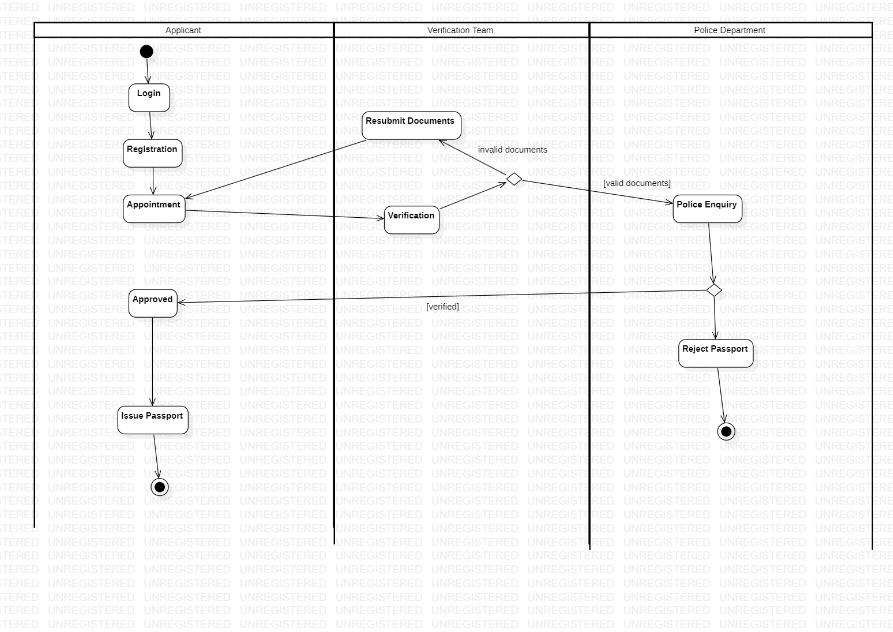 Applicant
Verification Team
Police Department
Login
Resubmit Documents
Registration
invalid documents
[valid documents]
Appointment
Verification
Police Enquiry
Approved
[verified]
Reject Passport
Issue Passport
UNREGISTERED